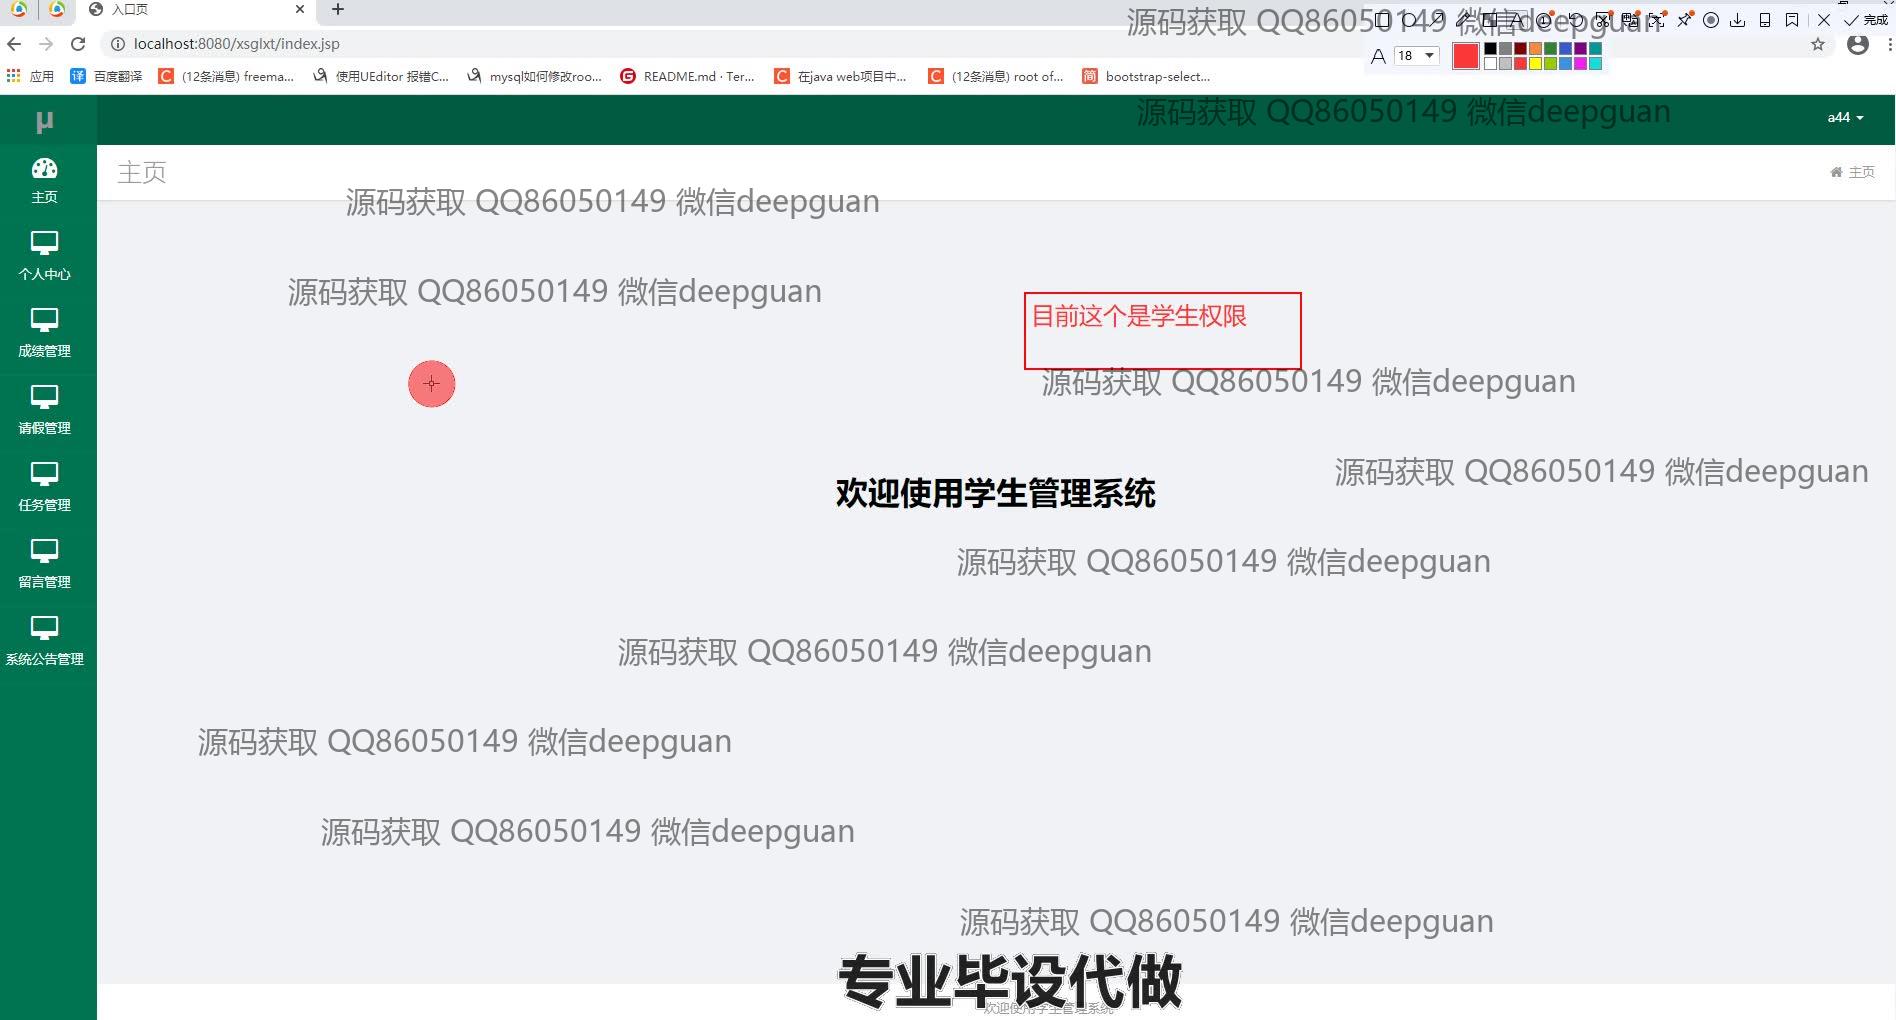 入口页
源码获取 QQ86050149 微信deepguan
完成
localhost:8080/xsglxt/index.jsp
A 18
应用
译 百度翻译
C (12条消息) freema...
使用UEditor 报错C...
mysql如何修改roo...
README.md · Ter...
C 在java web项目中...
C (12条消息) root of...
简 bootstrap-select...
μ
源码获取 QQ86050149 微信deepguan
a44
主页
主页
主页
源码获取 QQ86050149 微信deepguan
个人中心
源码获取 QQ86050149 微信deepguan
目前这个是学生权限
成绩管理
源码获取 QQ86050149 微信deepguan
请假管理
源码获取 QQ86050149 微信deepguan
欢迎使用学生管理系统
任务管理
源码获取 QQ86050149 微信deepguan
留言管理
源码获取 QQ86050149 微信deepguan
系统公告管理
源码获取 QQ86050149 微信deepguan
源码获取 QQ86050149 微信deepguan
源码获取 QQ86050149 微信deepguan
专业毕设代做
欢迎使用学生管理系统